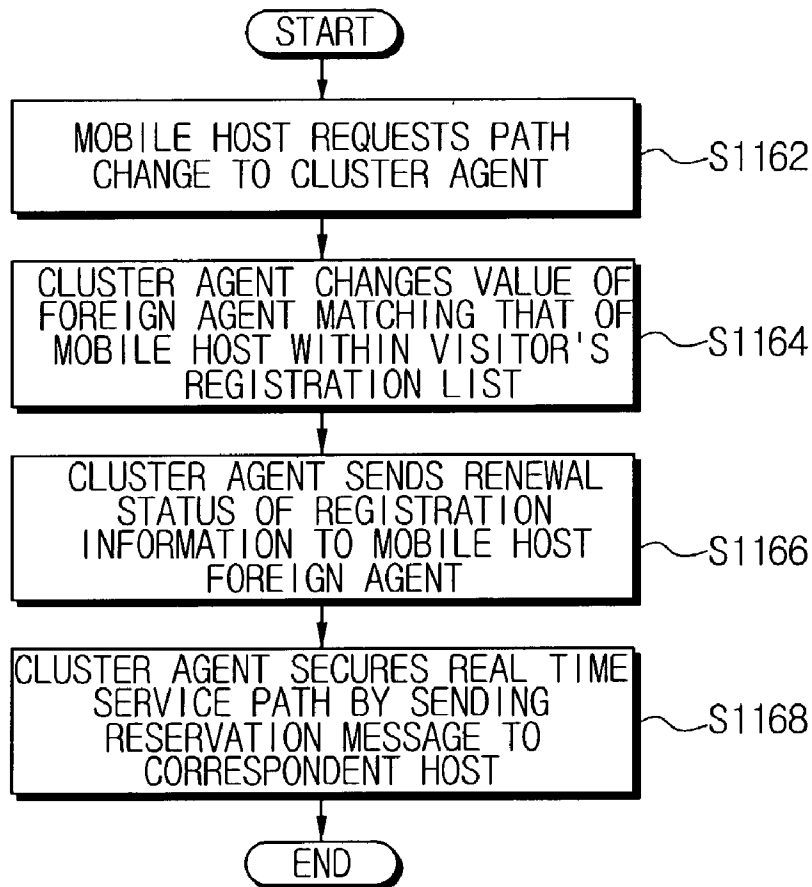 START
MOBILE HOST REQUESTS PATH
CHANGE TO CLUSTER AGENT
S1162
CLUSTER AGENT CHANGES VALUE OF
FOREIGN AGENT MATCHING THAT OF
MOBILE HOST WITHIN VISITOR'S
REGISTRATION LIST
S1164
CLUSTER AGENT SENDS RENEWAL
STATUS OF REGISTRATION
INFORMATION TO MOBILE HOST
FOREIGN AGENT
S1166
CLUSTER AGENT SECURES REAL TIME
SERVICE PATH BY SENDING
RESERVATION MESSAGE TO
CORRESPONDENT HOST
S1168
END